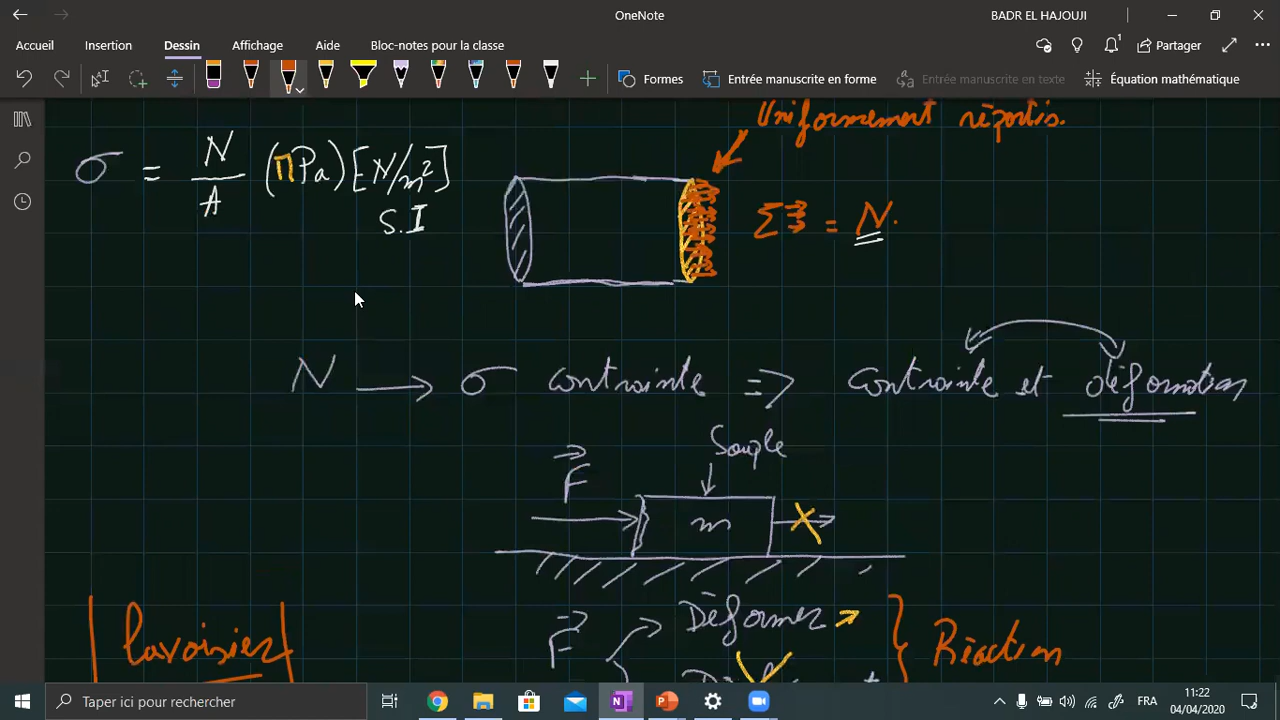 OneNote
BADR EL HAJOUJI
Accueil Insertion Dessin Affichage Aide Bloc-notes pour la classe
Partager
Formes Entrée manuscrite en forme Entrée manuscrite en texte Équation mathématique
Uniformement répartis.
σ = N/A (MPa) [N/m²]
S.I
Σ = N.
N → σ contrainte => Contrainte et déformation
Souple
F
m
F Déformer
Lavoisier
Réaction
Taper ici pour rechercher
FRA
11:22
04/04/2020